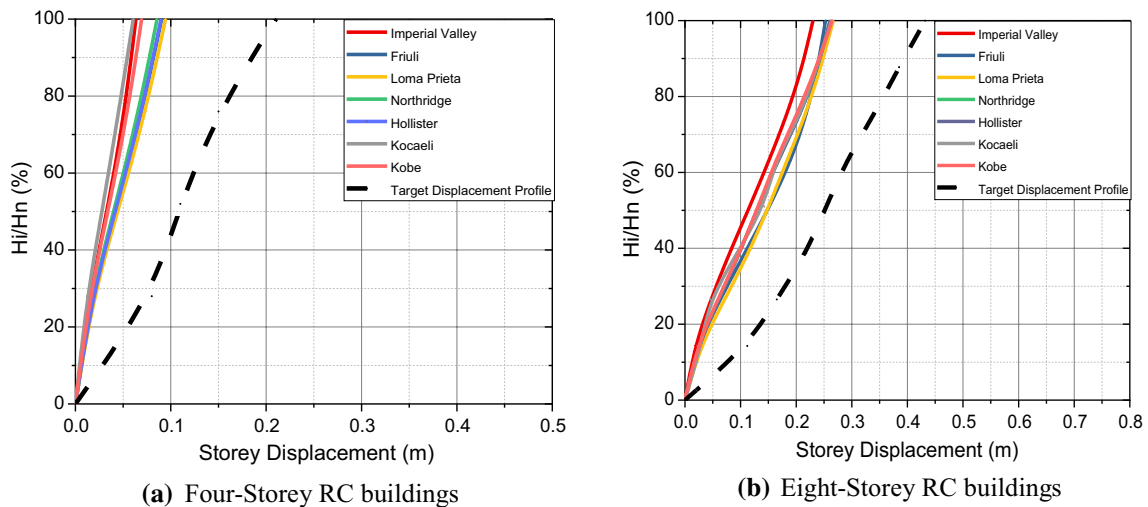 100
80
60
40
20
0
Hi/Hn (%)
0.0 0.1 0.2 0.3 0.4 0.5
Storey Displacement (m)
Imperial Valley
Friuli
Loma Prieta
Northridge
Hollister
Kocaeli
Kobe
Target Displacement Profile
(a) Four-Storey RC buildings
100
80
60
40
20
0
Hi/Hn (%)
0.0 0.1 0.2 0.3 0.4 0.5 0.6 0.7 0.8
Storey Displacement (m)
Imperial Valley
Friuli
Loma Prieta
Northridge
Hollister
Kocaeli
Kobe
Target Displacement Profile
(b) Eight-Storey RC buildings